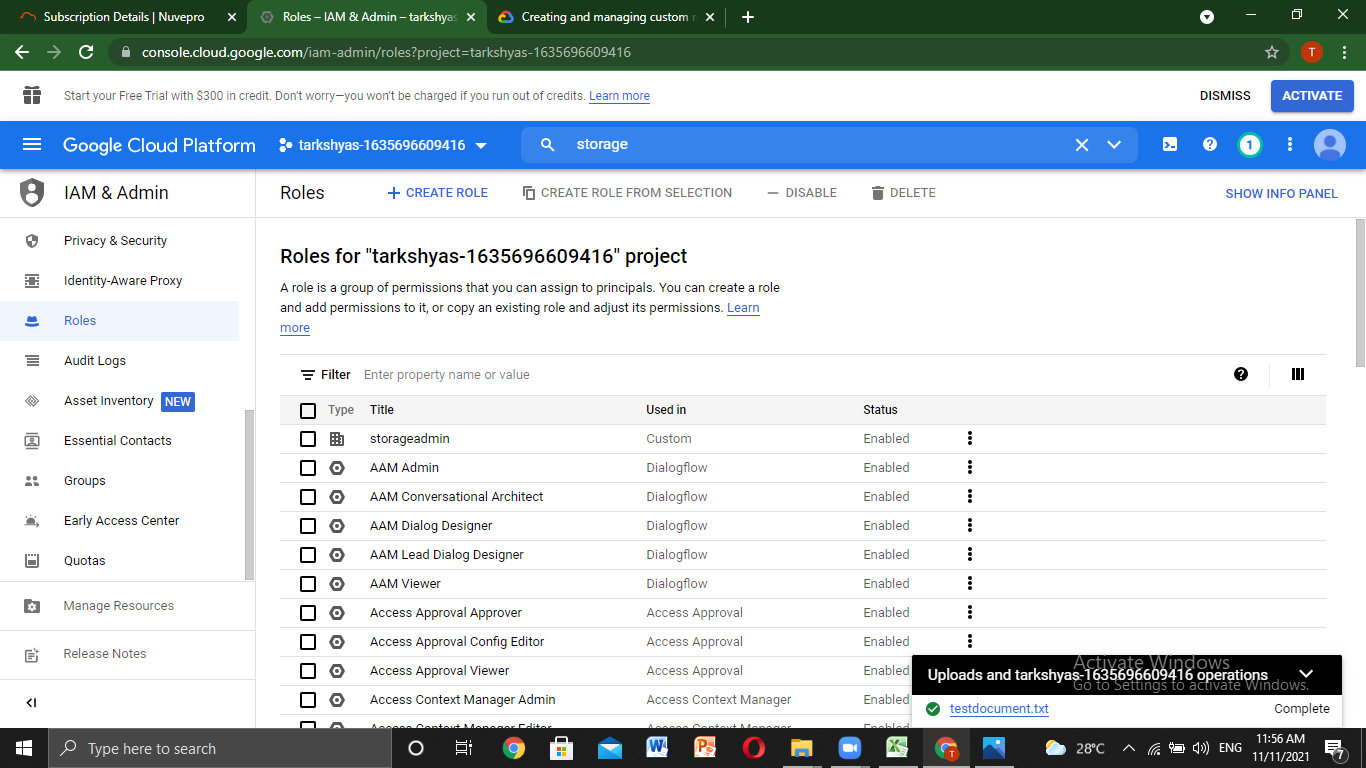 Subscription Details | Nuvepro
Roles – IAM & Admin – tarkshyas
Creating and managing custom r
console.cloud.google.com/iam-admin/roles?project=tarkshyas-1635696609416
T
Start your Free Trial with $300 in credit. Don't worry—you won't be charged if you run out of credits. Learn more
DISMISS
ACTIVATE
Google Cloud Platform
tarkshyas-1635696609416
storage
1
IAM & Admin
Roles
CREATE ROLE
CREATE ROLE FROM SELECTION
DISABLE
DELETE
SHOW INFO PANEL
Privacy & Security
Identity-Aware Proxy
Roles
Audit Logs
Asset Inventory NEW
Essential Contacts
Groups
Early Access Center
Quotas
Manage Resources
Release Notes
Roles for "tarkshyas-1635696609416" project
A role is a group of permissions that you can assign to principals. You can create a role
and add permissions to it, or copy an existing role and adjust its permissions. Learn
more
Filter Enter property name or value
Type Title Used in Status
storageadmin Custom Enabled
AAM Admin Dialogflow Enabled
AAM Conversational Architect Dialogflow Enabled
AAM Dialog Designer Dialogflow Enabled
AAM Lead Dialog Designer Dialogflow Enabled
AAM Viewer Dialogflow Enabled
Access Approval Approver Access Approval Enabled
Access Approval Config Editor Access Approval Enabled
Access Approval Viewer Access Approval Enabled
Access Context Manager Admin Access Context Manager Enabled
Access Context Manager Editor Access Context Manager Enabled
Activate Windows
Uploads and tarkshyas-1635696609416 operations
Go to Settings to activate Windows.
testdocument.txt Complete
Type here to search
28°C
ENG
11:56 AM
11/11/2021
7